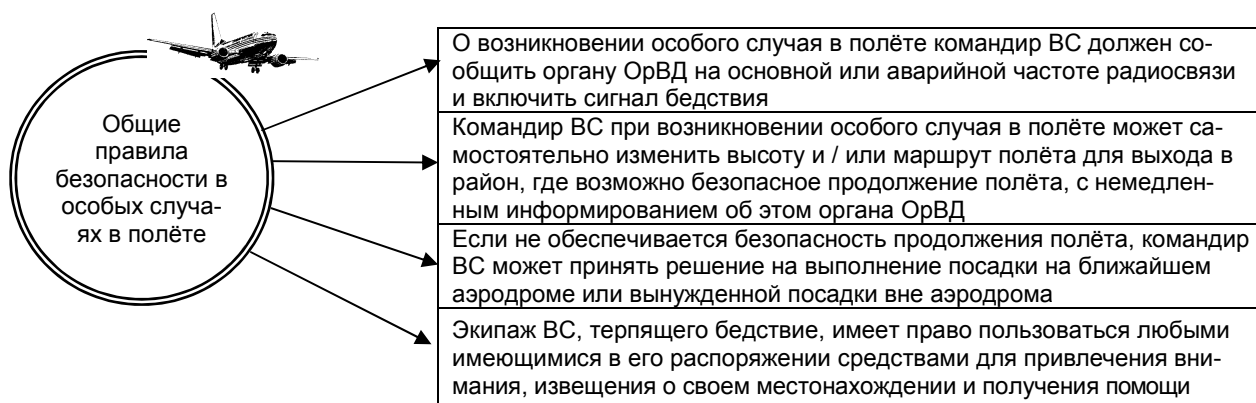 Общие
правила
безопасности в
особых случа-
ях в полёте
О возникновении особого случая в полёте командир ВС должен со-
общить органу ОрВД на основной или аварийной частоте радиосвязи
и включить сигнал бедствия
Командир ВС при возникновении особого случая в полёте может са-
мостоятельно изменить высоту и / или маршрут полёта для выхода в
район, где возможно безопасное продолжение полёта, с немедлен-
ным информированием об этом органа ОрВД
Если не обеспечивается безопасность продолжения полёта, командир
ВС может принять решение на выполнение посадки на ближайшем
аэродроме или вынужденной посадки вне аэродрома
Экипаж ВС, терпящего бедствие, имеет право пользоваться любыми
имеющимися в его распоряжении средствами для привлечения вни-
мания, извещения о своем местонахождении и получения помощи